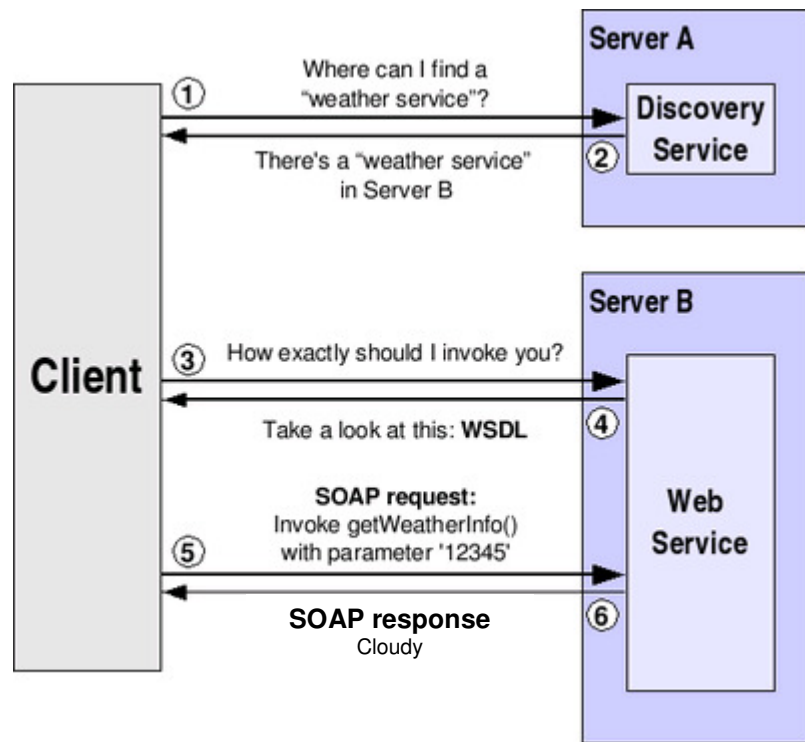 Server A
Where can I find a
“weather service”?
①
Discovery
Service
②
There's a “weather service”
in Server B
Server B
Client
③
How exactly should I invoke you?
④
Take a look at this: WSDL
SOAP request:
Invoke getWeatherInfo()
with parameter '12345'
⑤
Web
Service
⑥
SOAP response
Cloudy